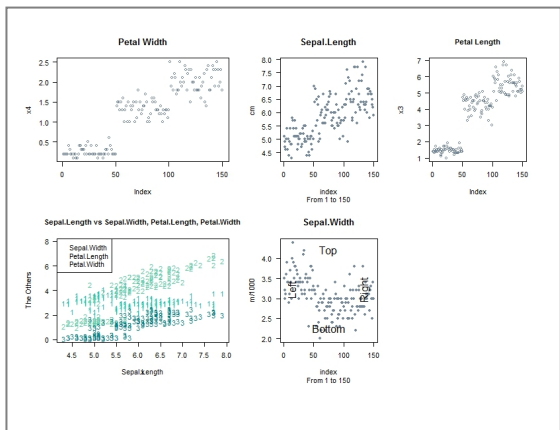 Petal Width
x4
2.5
2.0
1.5
1.0
0.5
0 50 100 150
Index
Sepal.Length
cm
8.0
7.5
7.0
6.5
6.0
5.5
5.0
4.5
0 50 100 150
index
From 1 to 150
Petal Length
x3
7
6
5
4
3
2
1
0 50 100 150
Index
Sepal.Length vs Sepal.Width, Petal.Length, Petal.Width
The Others
8
6
4
2
0
Sepal.Width
Petal.Length
Petal.Width
4.5 5.0 5.5 6.0 6.5 7.0 7.5 8.0
Sepal.Length
Sepal.Width
m/1000
4.0
3.5
3.0
2.5
2.0
Top
Left
Right
Bottom
0 50 100 150
index
From 1 to 150